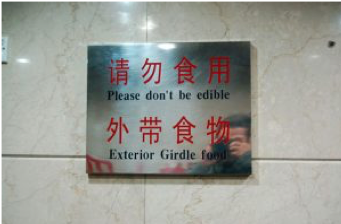 请勿食用
Please don't be edible
外带食物
Exterior Girdle food